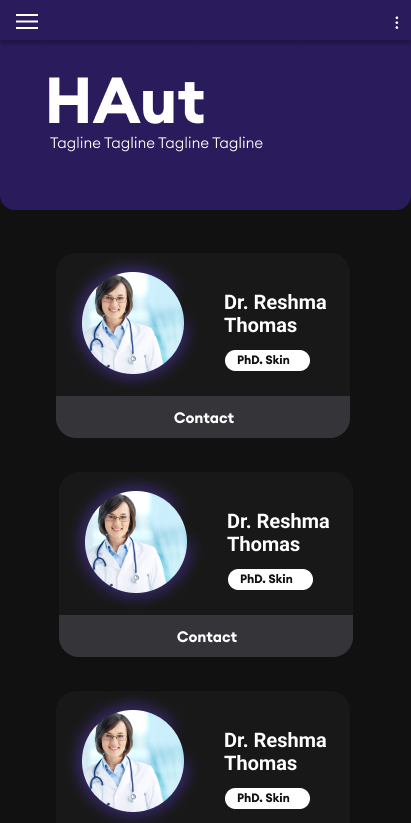 HAut
Tagline Tagline Tagline Tagline
Dr. Reshma
Thomas
PhD. Skin
Contact
Dr. Reshma
Thomas
PhD. Skin
Contact
Dr. Reshma
Thomas
PhD. Skin